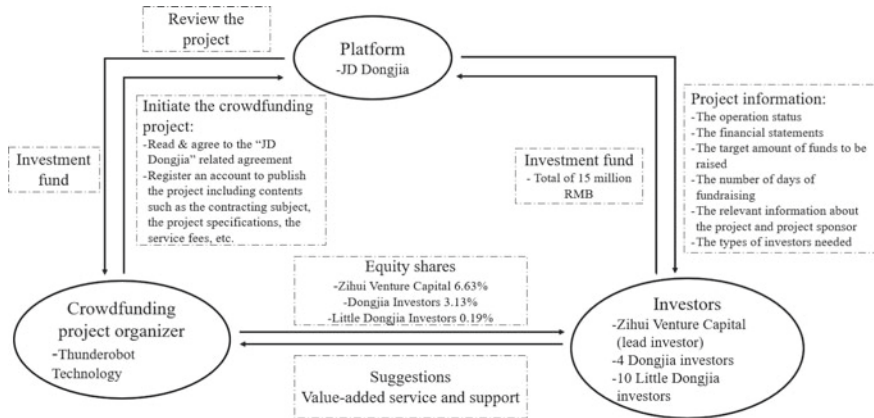 Review the
project
Platform
-JD Dongjia
Initiate the crowdfunding
project:
-Read & agree to the “JD
Dongjia” related agreement
-Register an account to publish
the project including contents
such as the contracting subject,
the project specifications, the
service fees, etc.
Investment
fund
Investment fund
- Total of 15 million
RMB
Project information:
-The operation status
-The financial statements
-The target amount of funds to be
raised
-The number of days of
fundraising
-The relevant information about
the project and project sponsor
-The types of investors needed
Equity shares
-Zihui Venture Capital 6.63%
-Dongjia Investors 3.13%
-Little Dongjia Investors 0.19%
Crowdfunding
project organizer
-Thunderobot
Technology
Investors
-Zihui Venture Capital
(lead investor)
-4 Dongjia investors
-10 Little Dongjia
investors
Suggestions
Value-added service and support